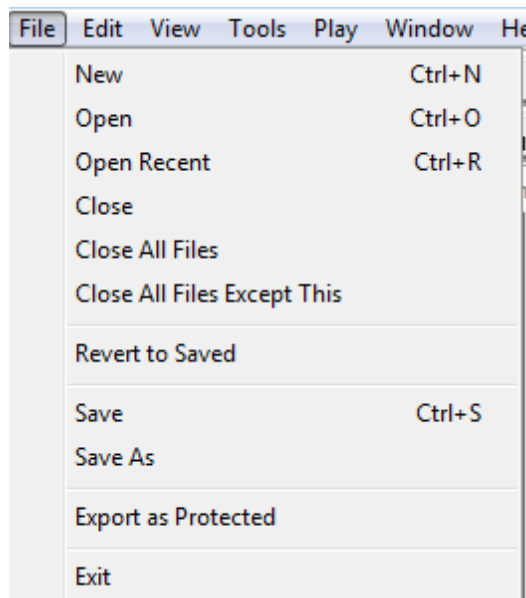 File Edit View Tools Play Window He
New Ctrl+N
Open Ctrl+O
Open Recent Ctrl+R
Close
Close All Files
Close All Files Except This
Revert to Saved
Save Ctrl+S
Save As
Export as Protected
Exit